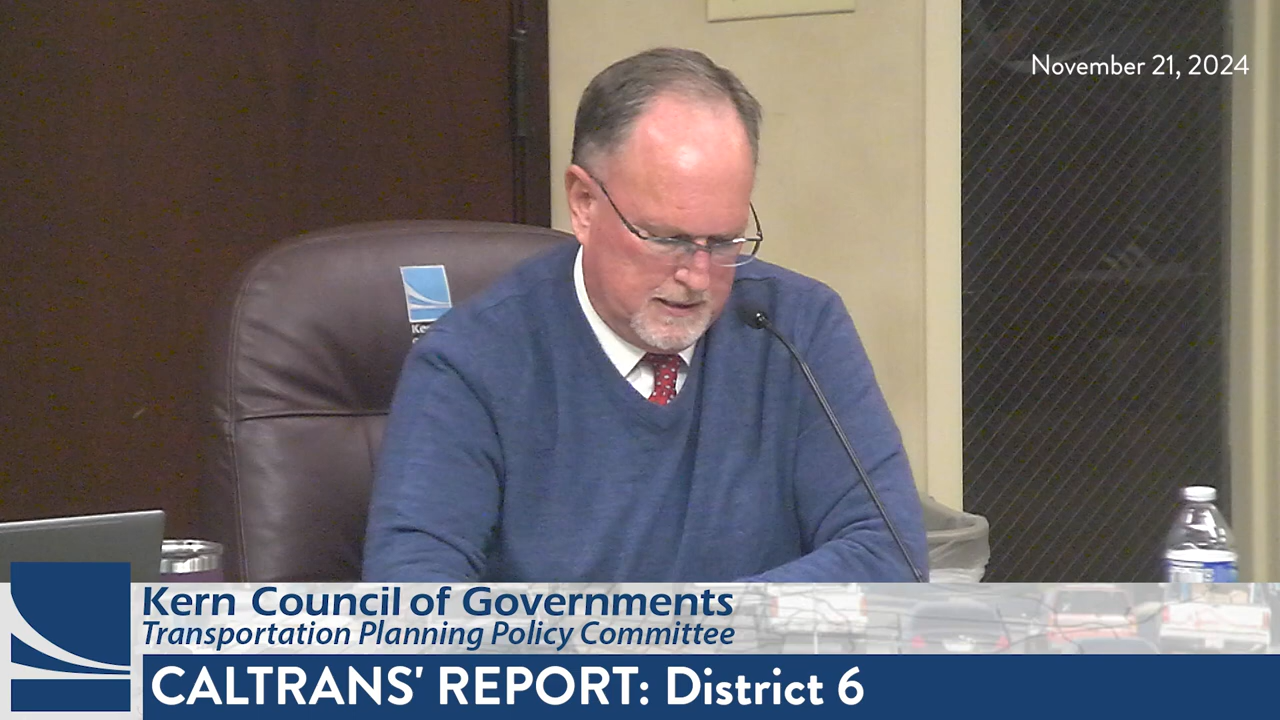 November 21, 2024
Kern Council of Governments
Transportation Planning Policy Committee
CALTRANS' REPORT: District 6